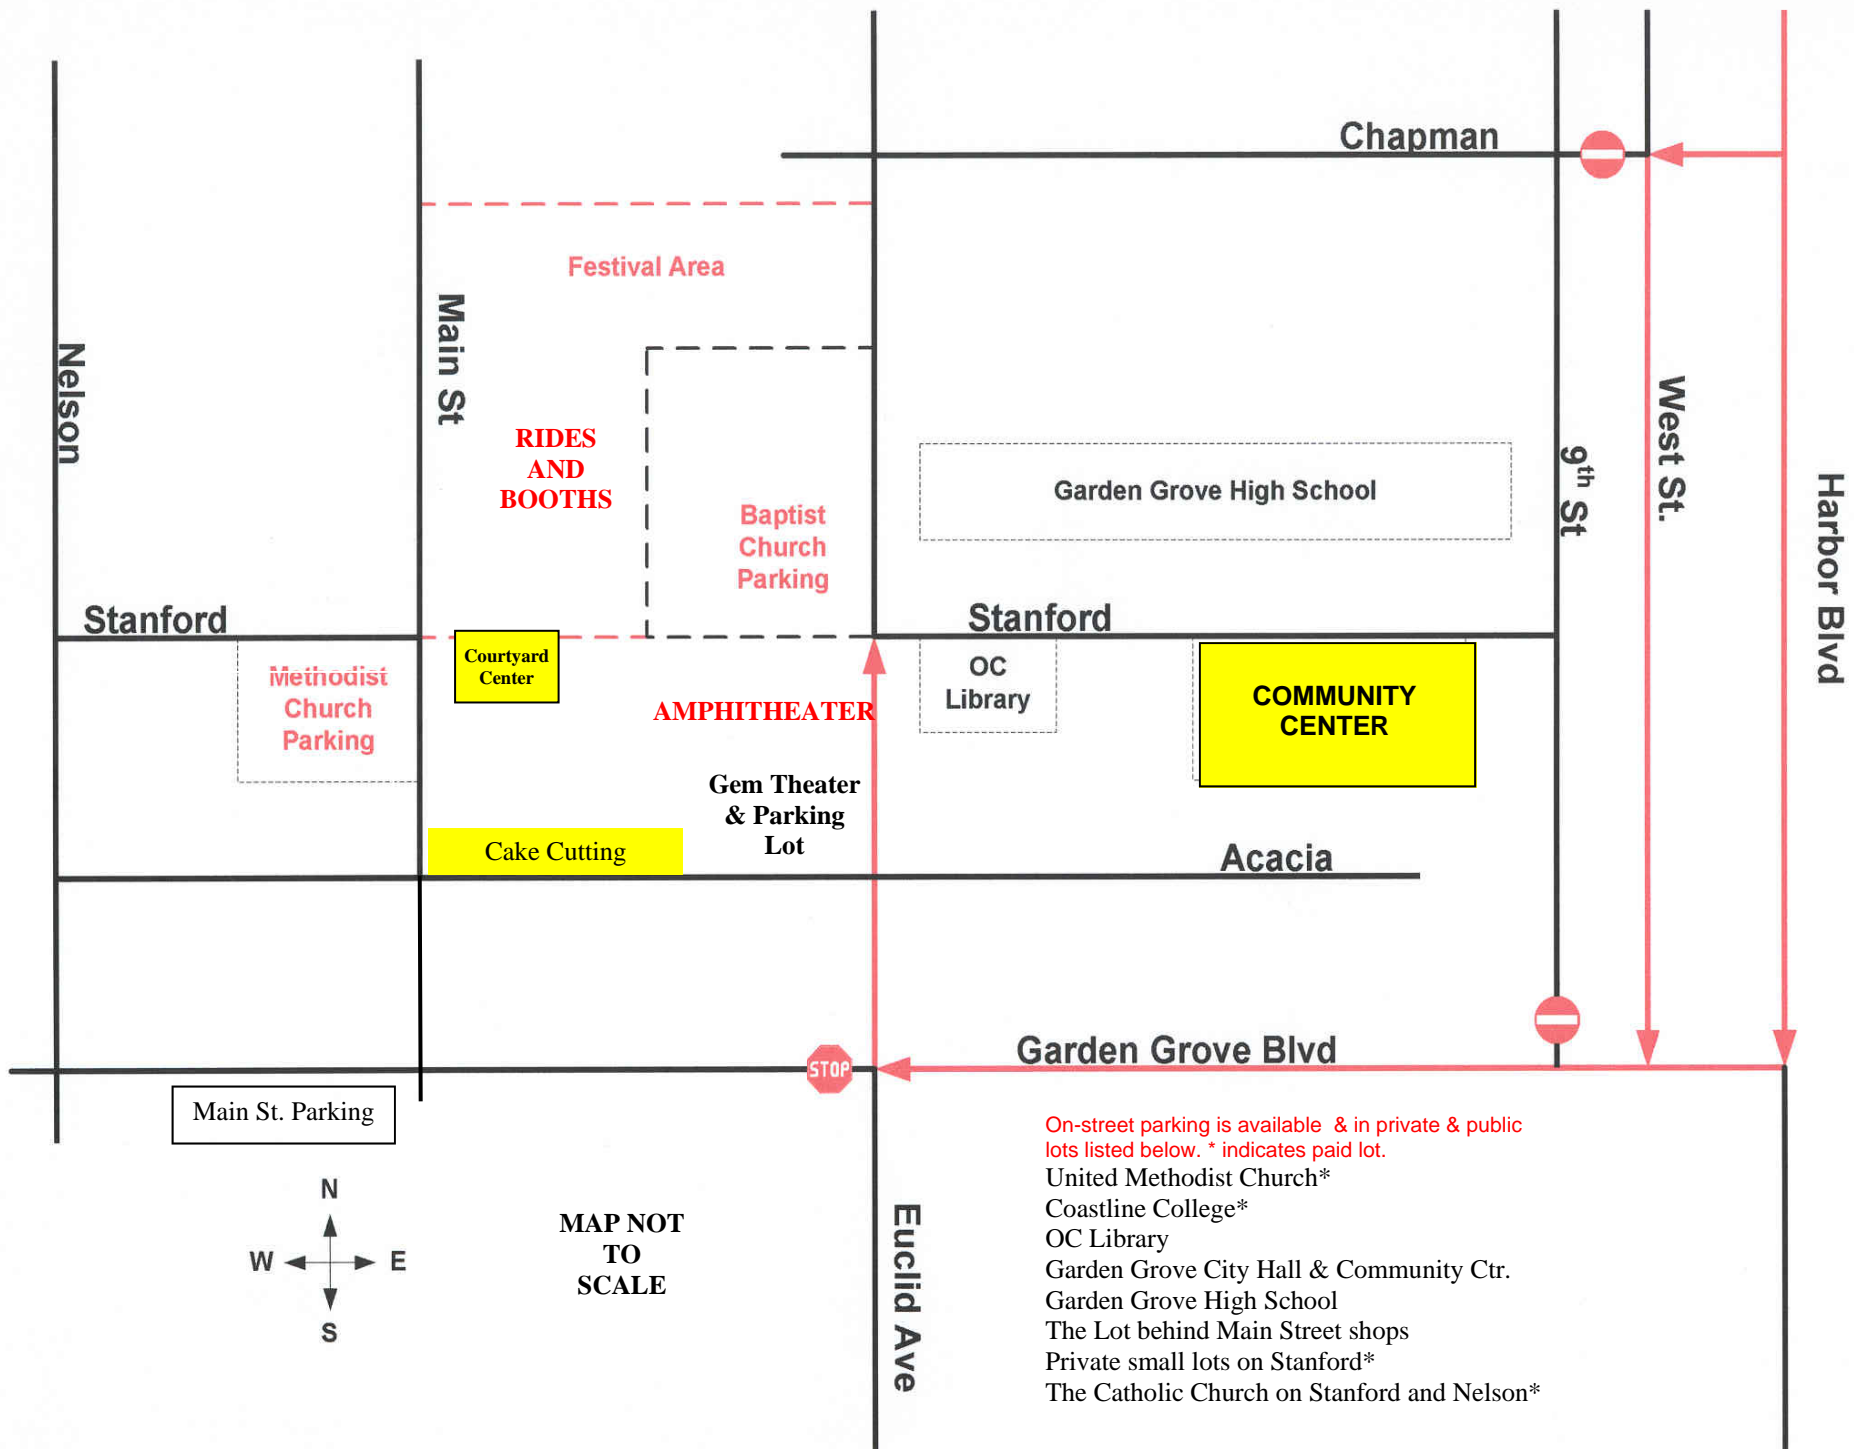 Chapman
Festival Area
Main St
Nelson
RIDES
AND
BOOTHS
Baptist
Church
Parking
Garden Grove High School
9th St
West St.
Harbor Blvd
Stanford
Stanford
Courtyard
Center
Methodist
Church
Parking
AMPHITHEATER
OC
Library
COMMUNITY
CENTER
Gem Theater
& Parking
Lot
Cake Cutting
Acacia
STOP
Garden Grove Blvd
Main St. Parking
N
W E
S
MAP NOT
TO
SCALE
Euclid Ave
On-street parking is available & in private & public
lots listed below. * indicates paid lot.
United Methodist Church*
Coastline College*
OC Library
Garden Grove City Hall & Community Ctr.
Garden Grove High School
The Lot behind Main Street shops
Private small lots on Stanford*
The Catholic Church on Stanford and Nelson*